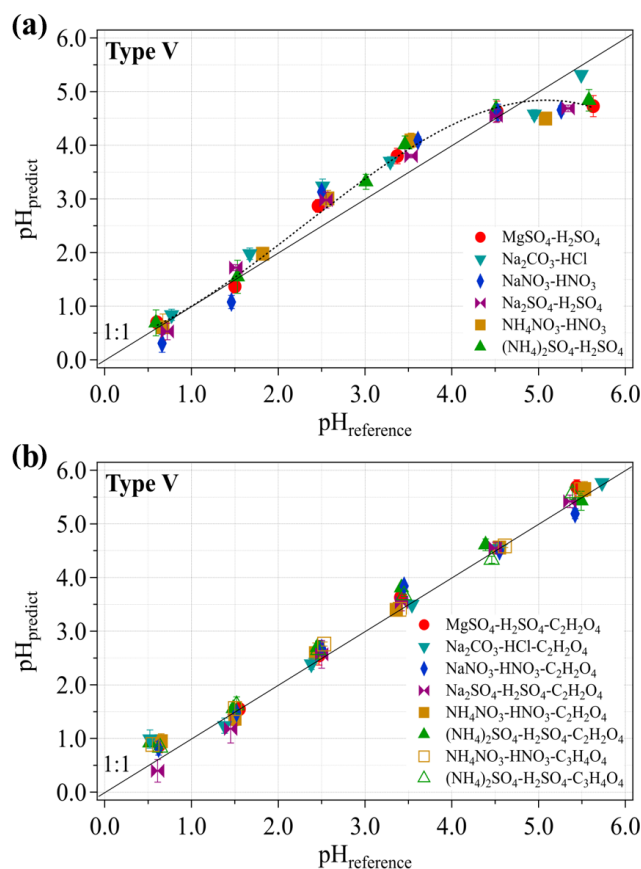 (a)
Type V
6.0
5.0
4.0
3.0
2.0
1.0
0.0
pHpredict
1:1
MgSO4-H2SO4
Na2CO3-HCl
NaNO3-HNO3
Na2SO4-H2SO4
NH4NO3-HNO3
(NH4)2SO4-H2SO4
0.0 1.0 2.0 3.0 4.0 5.0 6.0
pHreference
(b)
Type V
6.0
5.0
4.0
3.0
2.0
1.0
0.0
pHpredict
1:1
MgSO4-H2SO4-C2H2O4
Na2CO3-HCl-C2H2O4
NaNO3-HNO3-C2H2O4
Na2SO4-H2SO4-C2H2O4
NH4NO3-HNO3-C2H2O4
(NH4)2SO4-H2SO4-C2H2O4
NH4NO3-HNO3-C3H4O4
(NH4)2SO4-H2SO4-C3H4O4
0.0 1.0 2.0 3.0 4.0 5.0 6.0
pHreference